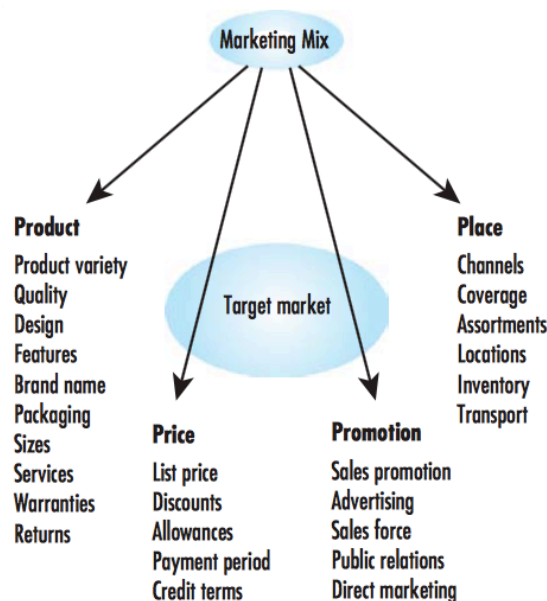 Marketing Mix
Product
Product variety
Quality
Design
Features
Brand name
Packaging
Sizes
Services
Warranties
Returns
Target market
Price
List price
Discounts
Allowances
Payment period
Credit terms
Promotion
Sales promotion
Advertising
Sales force
Public relations
Direct marketing
Place
Channels
Coverage
Assortments
Locations
Inventory
Transport